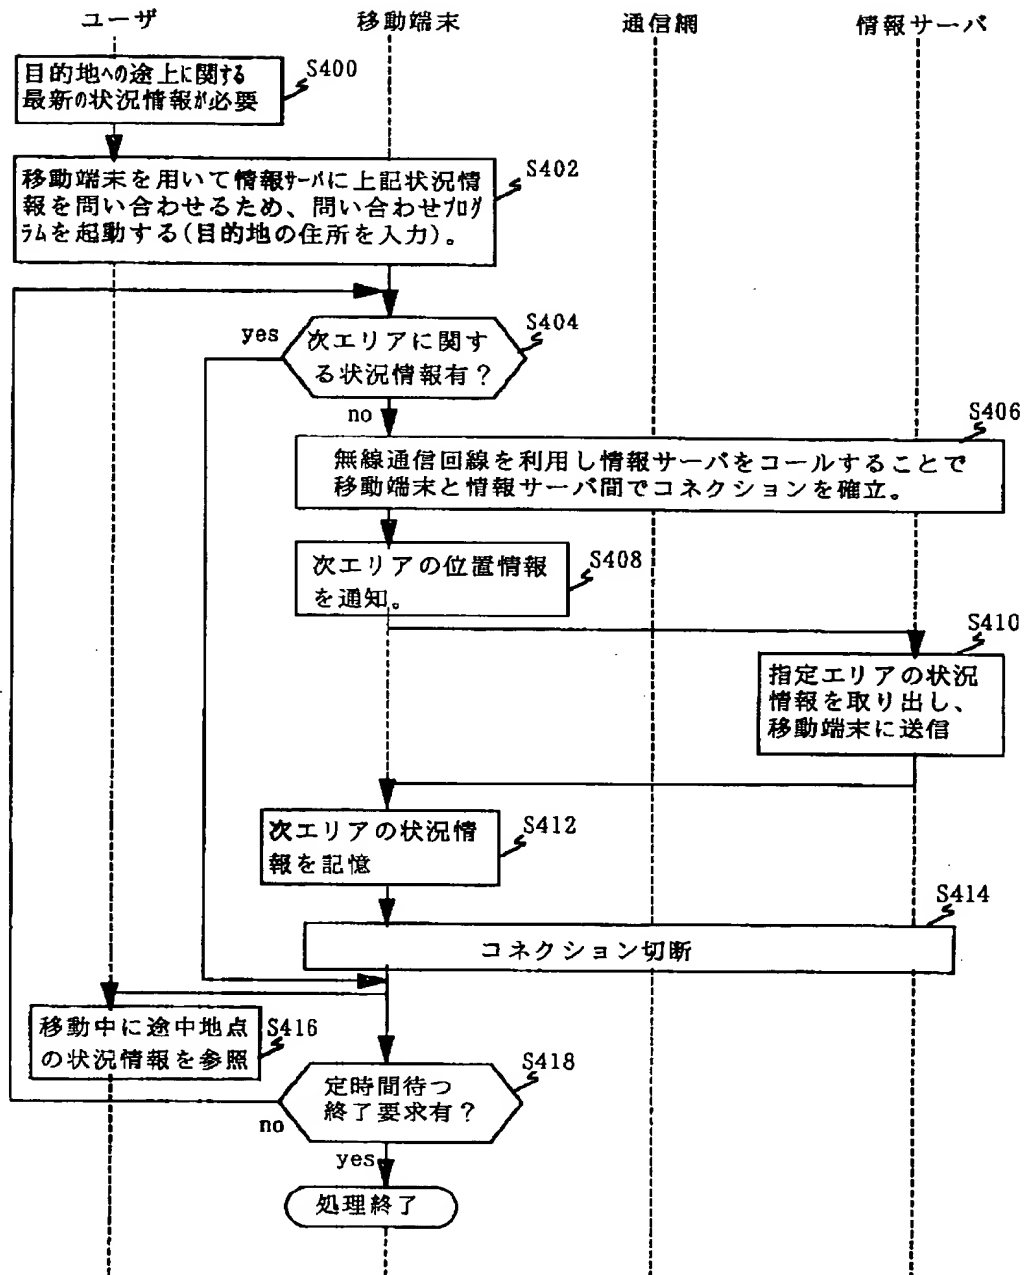 ユーザ
移動端末
通信網
情報サーバ
目的地への途上に関する
最新の状況情報が必要
S400
移動端末を用いて情報サーバに上記状況情
報を問い合わせるため、問い合わせプログ
ラムを起動する(目的地の住所を入力)。
S402
yes
次エリアに関す
る状況情報有?
S404
no
S406
無線通信回線を利用し情報サーバをコールすることで
移動端末と情報サーバ間でコネクションを確立。
次エリアの位置情報
を通知。
S408
S410
指定エリアの状況
情報を取り出し、
移動端末に送信
次エリアの状況情
報を記憶
S412
S414
コネクション切断
移動中に途中地点
の状況情報を参照
S416
定時間待つ
終了要求有?
S418
no
yes
処理終了